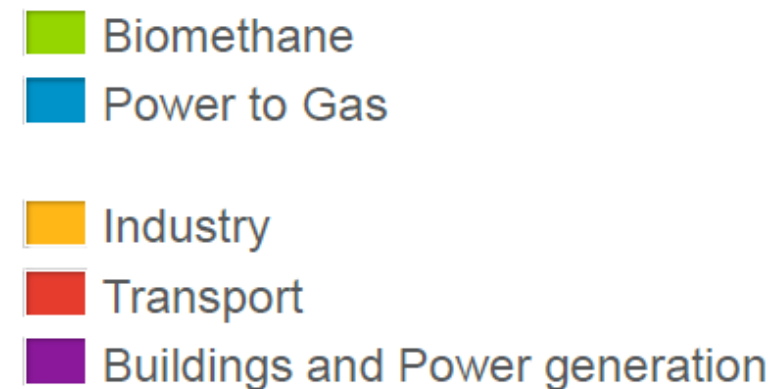 Biomethane
Power to Gas
Industry
Transport
Buildings and Power generation